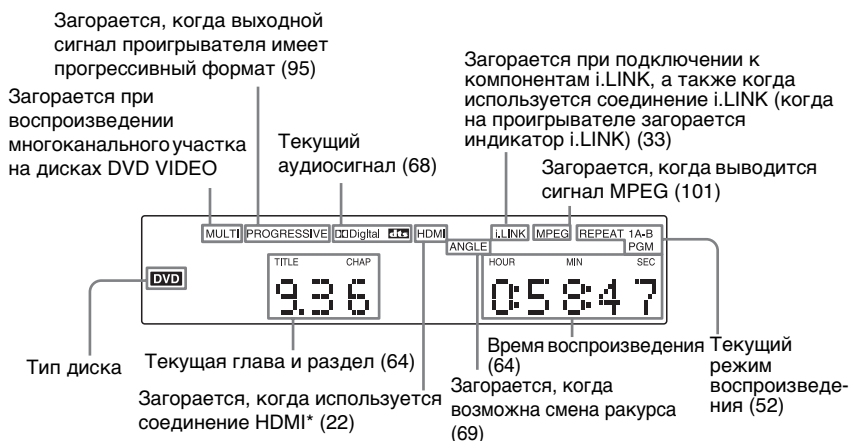 Загорается, когда выходной
сигнал проигрывателя имеет
прогрессивный формат (95)
Загорается при подключении к
компонентам i.LINK, а также когда
используется соединение i.LINK (когда
на проигрывателе загорается
индикатор i.LINK) (33)
Загорается при
воспроизведении
многоканального участка
на дисках DVD VIDEO
Текущий
аудиосигнал (68)
Загорается, когда выводится
сигнал MPEG (101)
MULTI PROGRESSIVE DD Digital dts HDMI i.LINK MPEG REPEAT 1 A-B
ANGLE PGM
TITLE CHAP HOUR MIN SEC
DVD 9.36 0:58:47
Тип диска
Текущая глава и раздел (64)
Время воспроизведения
(64)
Текущий
режим
воспроизведе-
ния (52)
Загорается, когда используется
соединение HDMI* (22)
Загорается, когда
возможна смена ракурса
(69)